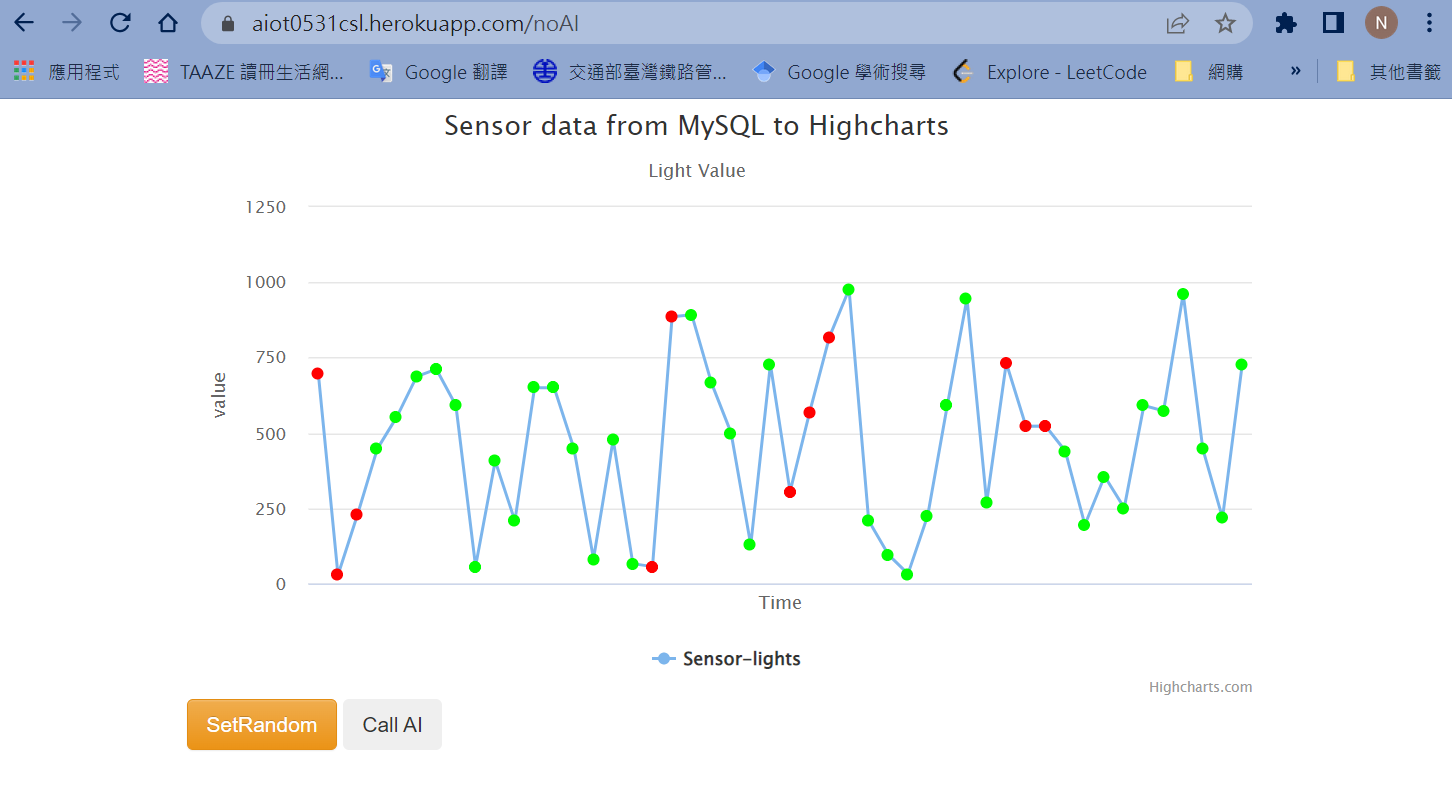 aiot0531csl.herokuapp.com/noAI
N
應用程式 TAAZE 讀冊生活網... Google 翻譯 交通部臺灣鐵路管... Google 學術搜尋 Explore - LeetCode 網購 » 其他書籤
Sensor data from MySQL to Highcharts
Light Value
1250
1000
750
500
250
0
value
Time
Sensor-lights
Highcharts.com
SetRandom Call AI